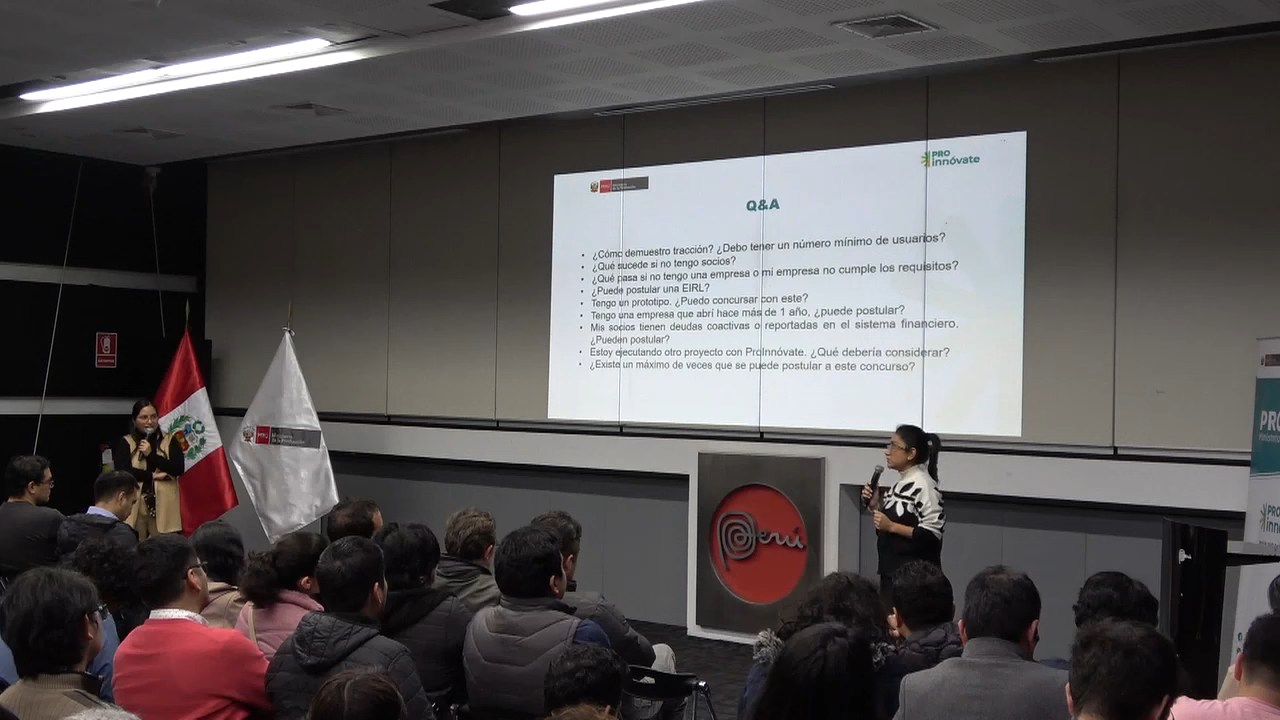 PRO
innóvate
PERÚ
Q&A
• ¿Cómo demuestro tracción? ¿Debo tener un número mínimo de usuarios?
• ¿Qué sucede si no tengo socios?
• ¿Qué pasa si no tengo una empresa o mi empresa no cumple los requisitos?
• ¿Puede postular una EIRL?
• Tengo un prototipo. ¿Puedo concursar con este?
• Tengo una empresa que abrí hace más de 1 año, ¿puede postular?
• Mis socios tienen deudas coactivas o reportadas en el sistema financiero.
¿Pueden postular?
• Estoy ejecutando otro proyecto con ProInnóvate. ¿Qué debería considerar?
• ¿Existe un máximo de veces que se puede postular a este concurso?
Perú
PRO